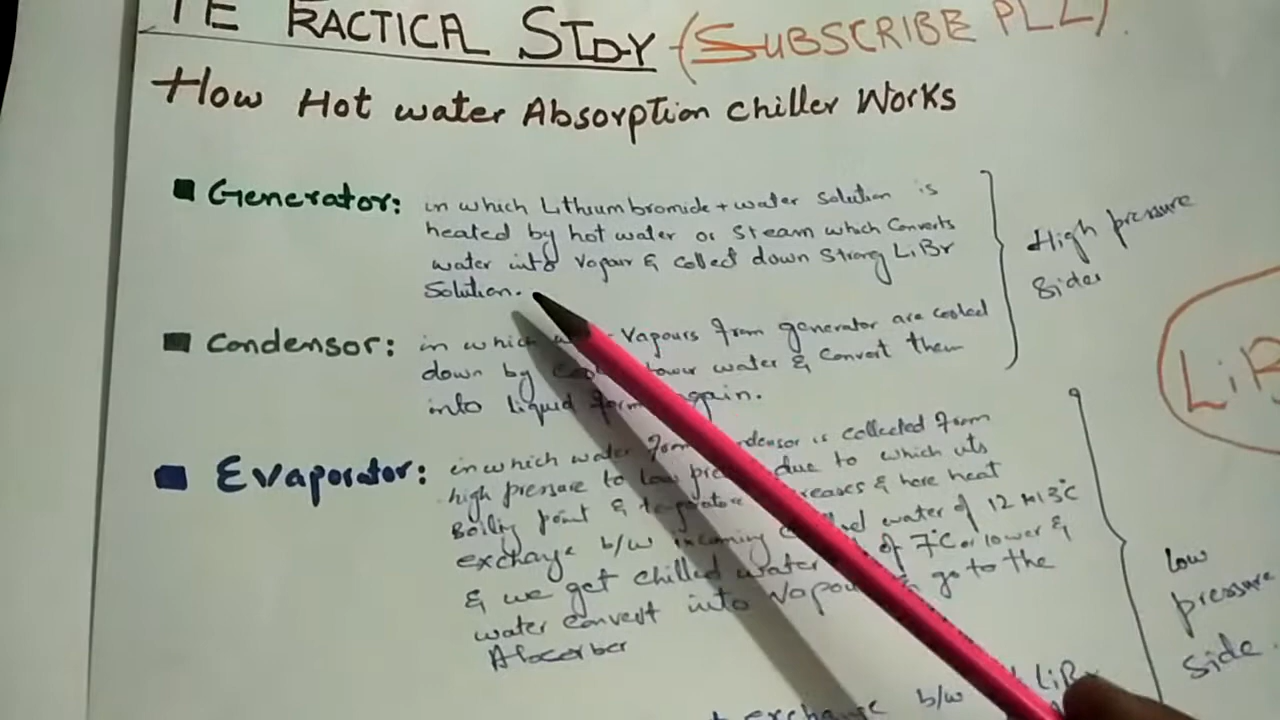 TE PRACTICAL STDY (SUBSCRIBE PLZ).
How Hot water Absorption Chiller Works
Generator: in which Lithium bromide + water solution is
heated by hot water or Steam which Converts
water into Vapour & collect down Strong LiBr
Solution.
High pressure
Side
Condensor: in which Vapours from generator are cooled
down by tower water & Convert them
into liquid form again.
LiB
Evaporator: in which water from condensor is collected from
high pressure to low due to which its
Boiling point & & here heat
exchange b/w incoming water of 12 13°C
& we get chilled water of 7°C or lower &
water convert into Vapour go to the
Absorber
low
pressure
side.
exchange b/w LiBr